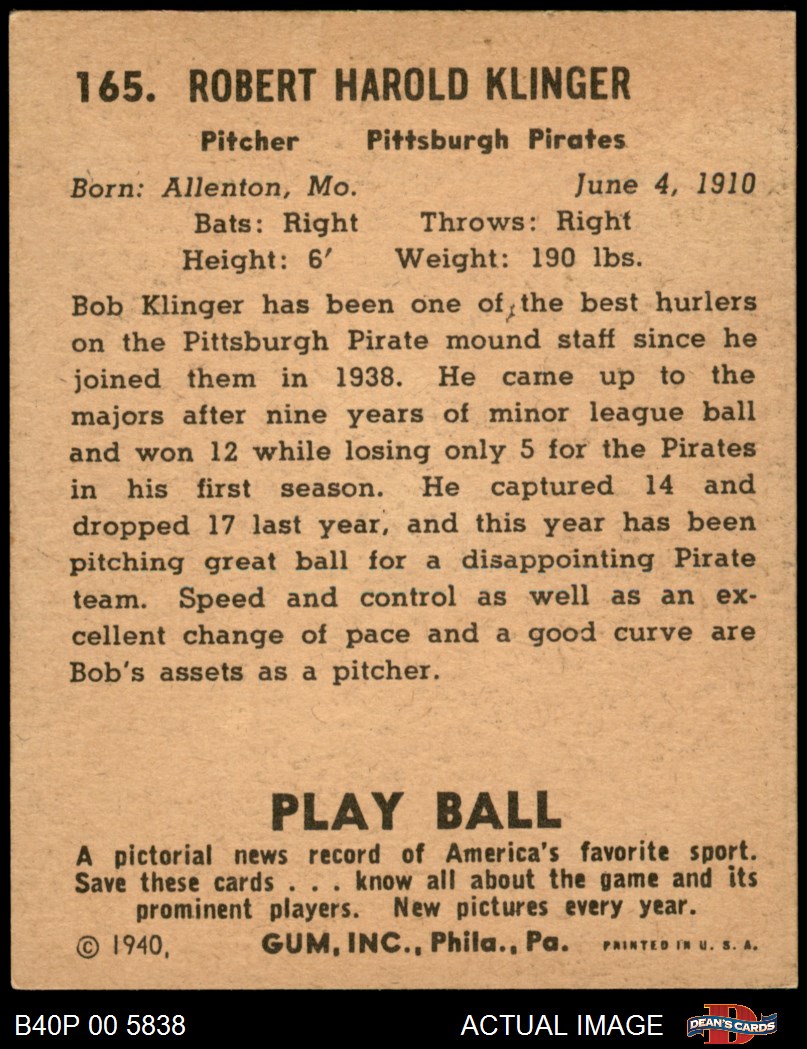 165. ROBERT HAROLD KLINGER
Pitcher Pittsburgh Pirates
Born: Allenton, Mo. June 4, 1910
Bats: Right Throws: Right
Height: 6′ Weight: 190 lbs.
Bob Klinger has been one of the best hurlers
on the Pittsburgh Pirate mound staff since he
joined them in 1938. He came up to the
majors after nine years of minor league ball
and won 12 while losing only 5 for the Pirates
in his first season. He captured 14 and
dropped 17 last year, and this year has been
pitching great ball for a disappointing Pirate
team. Speed and control as well as an ex-
cellent change of pace and a good curve are
Bob's assets as a pitcher.
PLAY BALL
A pictorial news record of America's favorite sport.
Save these cards . . . know all about the game and its
prominent players. New pictures every year.
© 1940, GUM, INC., Phila., Pa. PRINTED IN U. S. A.
B40P 00 5838 ACTUAL IMAGE D DEAN'S CARDS